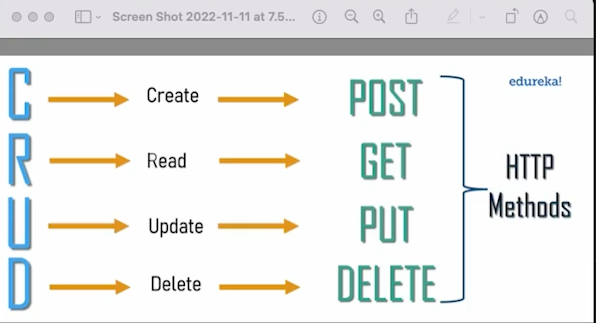 Screen Shot 2022-11-11 at 7.5...
edureka!
C Create POST
R Read GET
U Update PUT
D Delete DELETE
HTTP
Methods